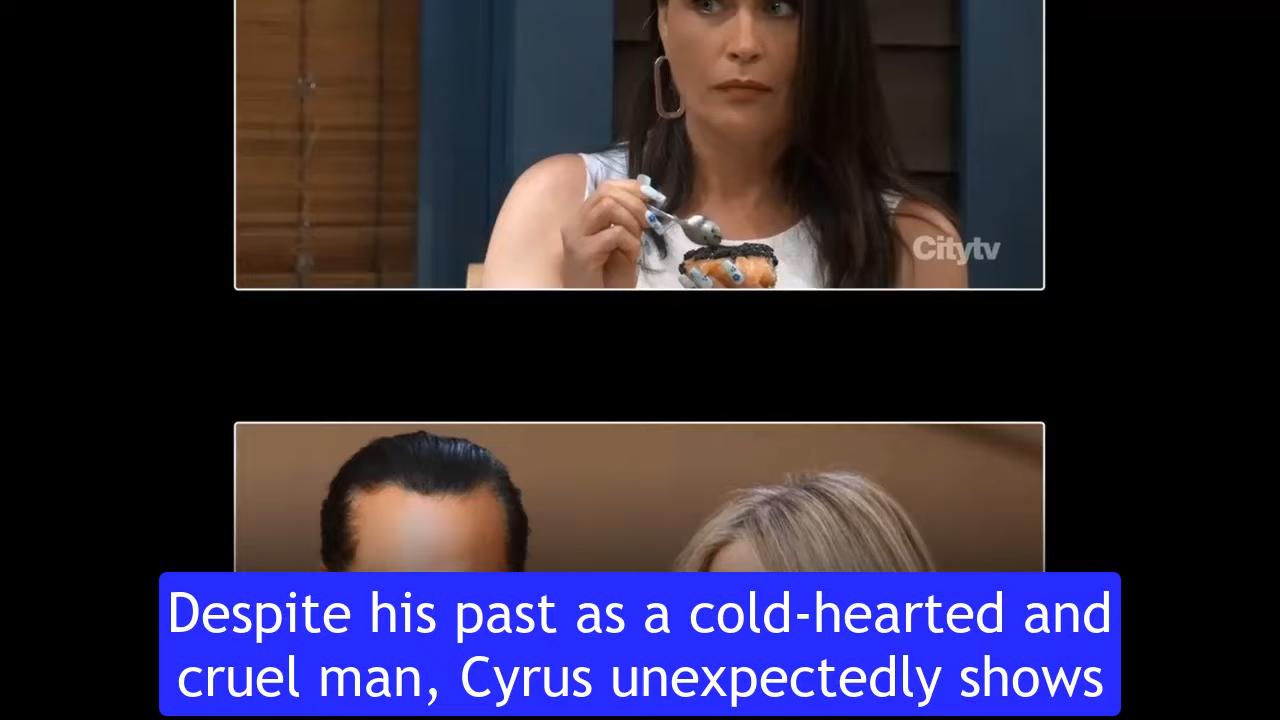 Citytv
Despite his past as a cold-hearted and
cruel man, Cyrus unexpectedly shows